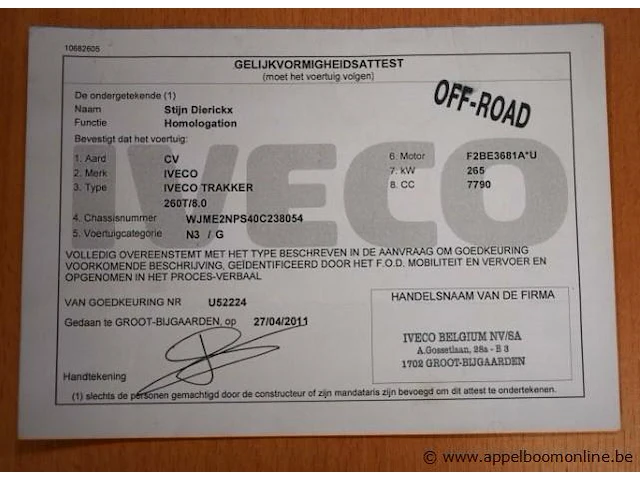 10682605
GELIJKVORMIGHEIDSATTEST
(moet het voertuig volgen)
OFF-ROAD
De ondergetekende (1)
Naam Stijn Dierickx
Functie Homologation
Bevestigt dat het voertuig:
IVECO
1. Aard CV
2. Merk IVECO
3. Type IVECO TRAKKER
260T/8.0
4. Chassisnummer WJME2NPS40C238054
5. Voertuigcategorie N3 / G
6. Motor F2BE3681A*U
7. kW 265
8. CC 7790
VOLLEDIG OVEREENSTEMT MET HET TYPE BESCHREVEN IN DE AANVRAAG OM GOEDKEURING
VOORKOMENDE BESCHRIJVING, GEÏDENTIFICEERD DOOR HET F.O.D. MOBILITEIT EN VERVOER EN
OPGENOMEN IN HET PROCES-VERBAAL
VAN GOEDKEURING NR U52224
Gedaan te GROOT-BIJGAARDEN, op 27/04/2011
Handtekening
HANDELSNAAM VAN DE FIRMA
IVECO BELGIUM NV/SA
A.Gossetlaan, 28a - B 3
1702 GROOT-BIJGAARDEN
(1) slechts de personen gemachtigd door de constructeur of zijn mandataris zijn bevoegd om dit attest te ondertekenen.
© www.appelboomonline.be